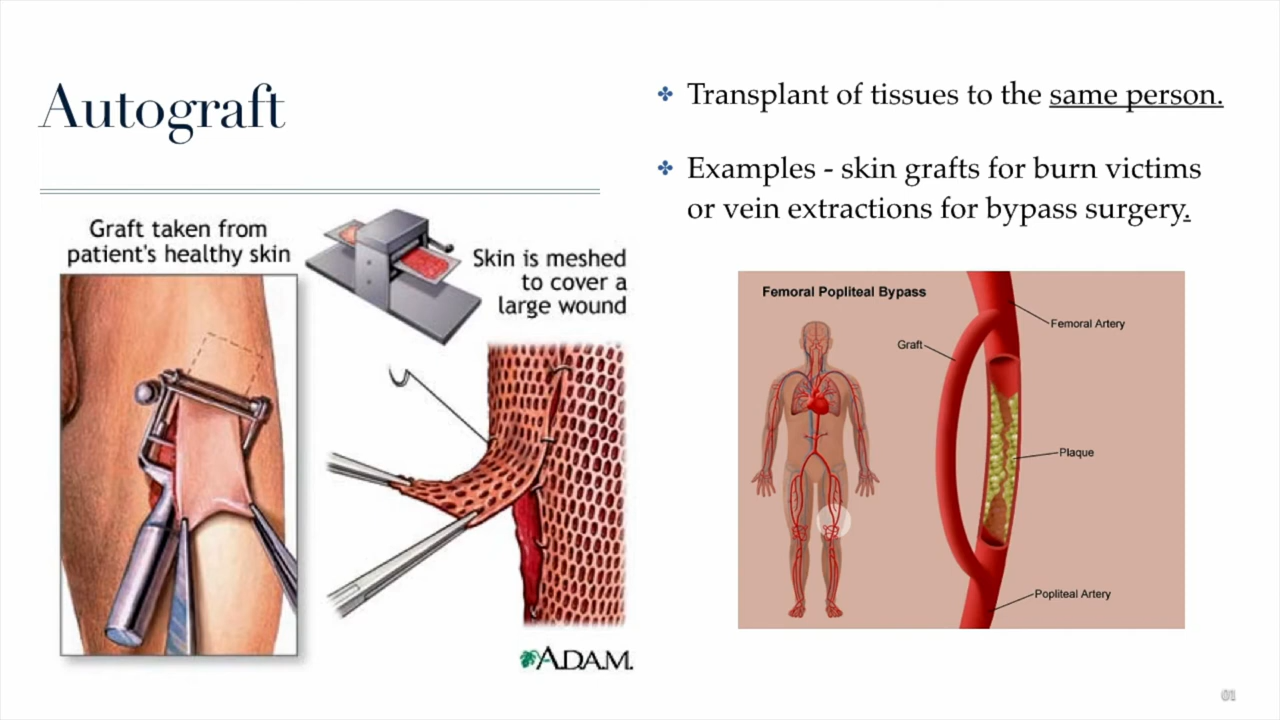 Autograft
Graft taken from
patient's healthy skin
Skin is meshed
to cover a
large wound
A.D.A.M.
✤ Transplant of tissues to the same person.
✤ Examples - skin grafts for burn victims
or vein extractions for bypass surgery.
Femoral Popliteal Bypass
Femoral Artery
Graft
Plaque
Popliteal Artery
01